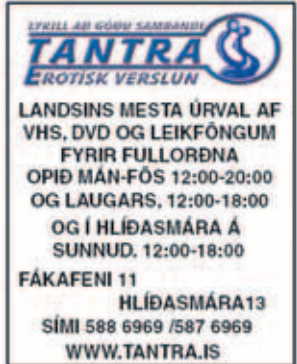 LYKILL AÐ GÓÐU SAMBANDI
TANTRA
EROTÍSK VERSLUN
LANDSINS MESTA ÚRVAL AF
VHS, DVD OG LEIKFÖNGUM
FYRIR FULLORÐNA
OPIÐ MÁN-FÖS 12:00-20:00
OG LAUGARS. 12:00-18:00
OG Í HLÍÐASMÁRA Á
SUNNUD. 12:00-18:00
FÁKAFENI 11
HLÍÐASMÁRA13
SÍMI 588 6969 /587 6969
WWW.TANTRA.IS